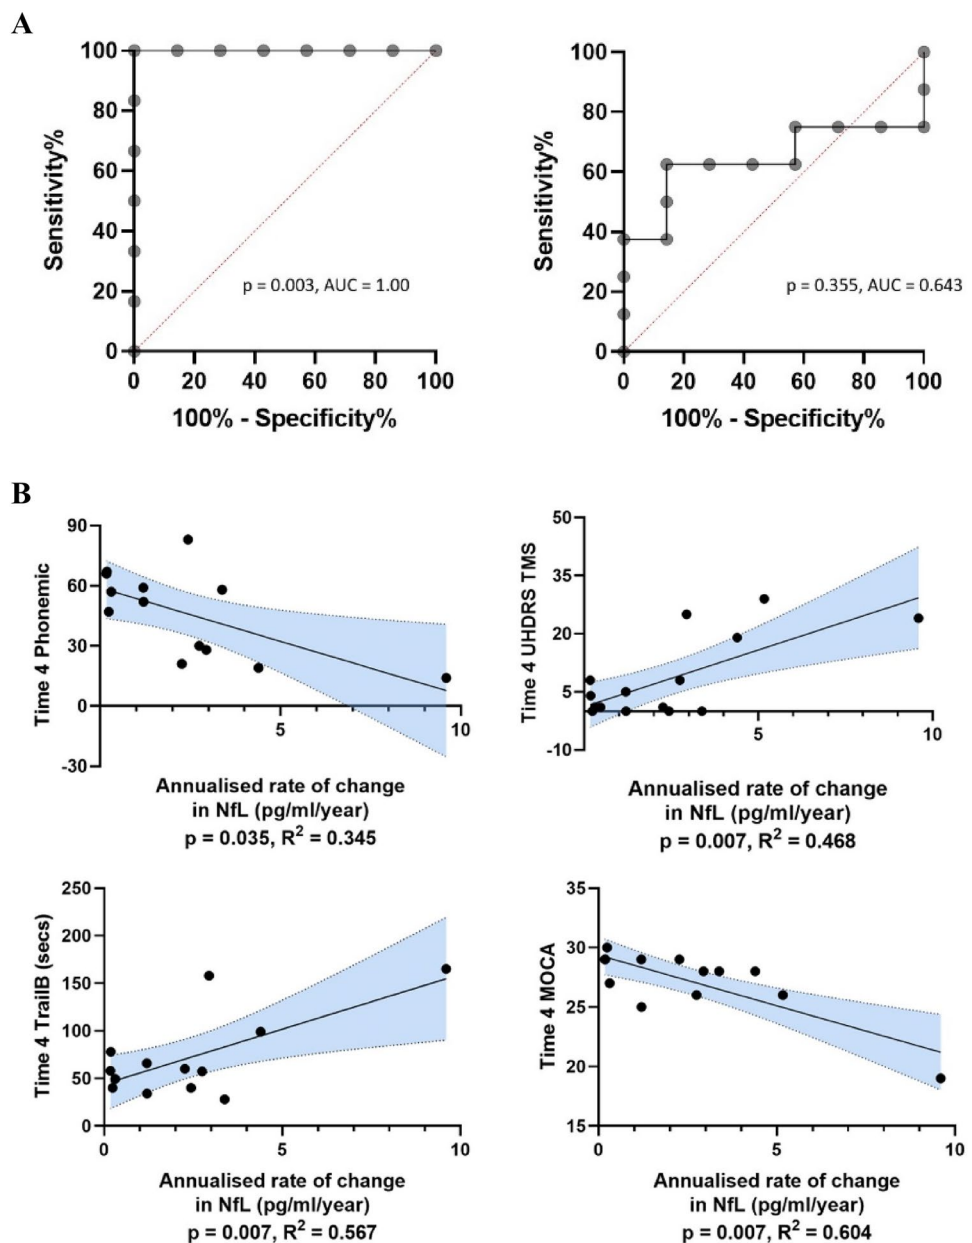 A
100
80
60
40
20
0
Sensitivity%
p = 0.003, AUC = 1.00
0 20 40 60 80 100
100% - Specificity%
100
80
60
40
20
0
Sensitivity%
p = 0.355, AUC = 0.643
0 20 40 60 80 100
100% - Specificity%
B
90
60
30
0
-30
Time 4 Phonemic
5 10
Annualised rate of change
in NfL (pg/ml/year)
p = 0.035, R² = 0.345
50
35
20
5
-10
Time 4 UHDRS TMS
5 10
Annualised rate of change
in NfL (pg/ml/year)
p = 0.007, R² = 0.468
250
200
150
100
50
0
Time 4 TrailB (secs)
0 5 10
Annualised rate of change
in NfL (pg/ml/year)
p = 0.007, R² = 0.567
35
30
25
20
15
Time 4 MOCA
0 5 10
Annualised rate of change
in NfL (pg/ml/year)
p = 0.007, R² = 0.604